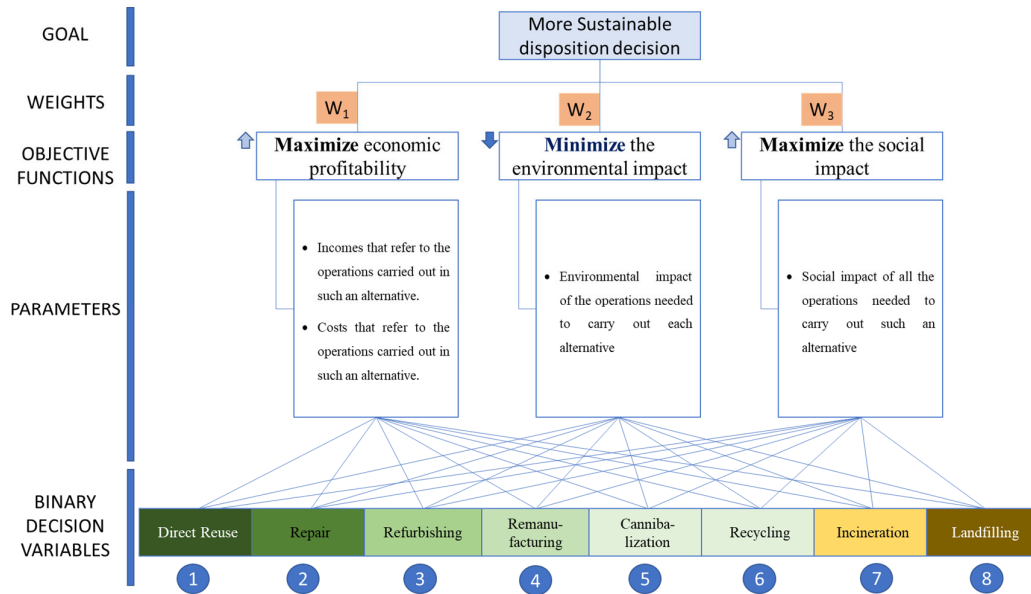 GOAL
More Sustainable
disposition decision
WEIGHTS
W1
W2
W3
OBJECTIVE
FUNCTIONS
Maximize economic
profitability
Minimize the
environmental impact
Maximize the social
impact
PARAMETERS
• Incomes that refer to the
operations carried out in
such an alternative.
• Costs that refer to the
operations carried out in
such an alternative.
• Environmental impact
of the operations needed
to carry out each
alternative
• Social impact of all the
operations needed to
carry out such an
alternative
BINARY
DECISION
VARIABLES
Direct Reuse
Repair
Refurbishing
Remanu-
facturing
Canniba-
lization
Recycling
Incineration
Landfilling
1
2
3
4
5
6
7
8